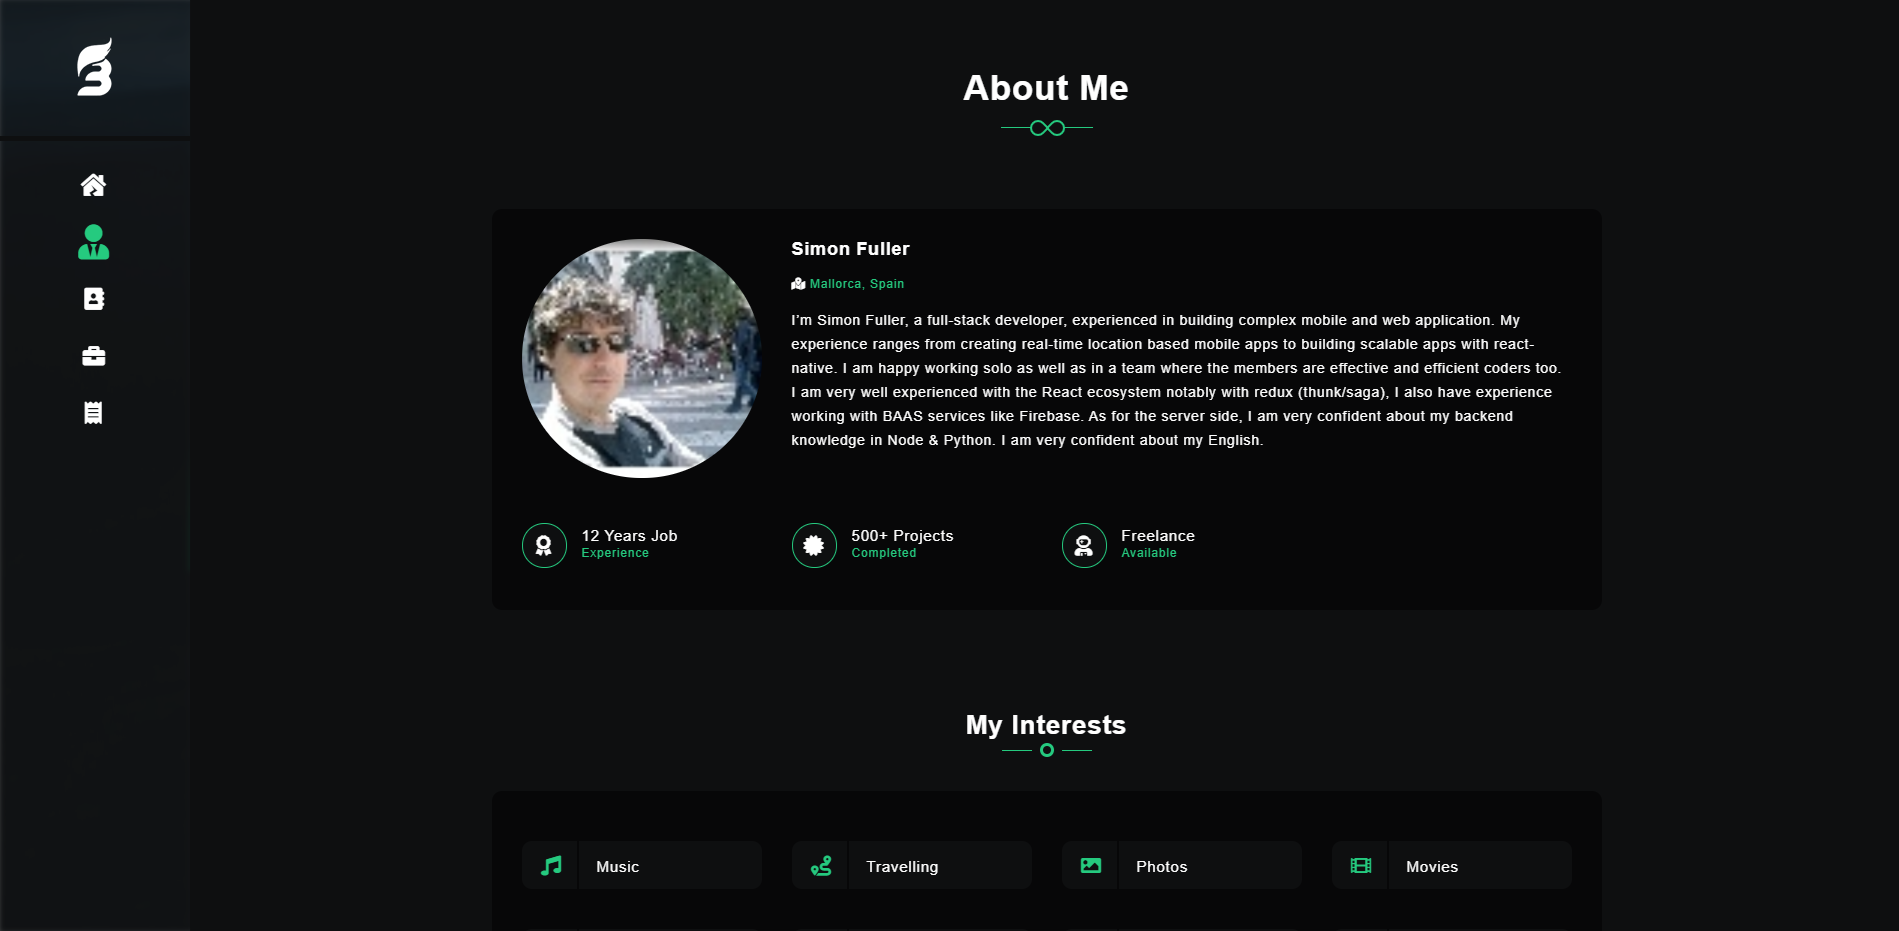 About Me
Simon Fuller
Mallorca, Spain
I'm Simon Fuller, a full-stack developer, experienced in building complex mobile and web application. My
experience ranges from creating real-time location based mobile apps to building scalable apps with react-
native. I am happy working solo as well as in a team where the members are effective and efficient coders too.
I am very well experienced with the React ecosystem notably with redux (thunk/saga), I also have experience
working with BAAS services like Firebase. As for the server side, I am very confident about my backend
knowledge in Node & Python. I am very confident about my English.
12 Years Job
Experience
500+ Projects
Completed
Freelance
Available
My Interests
Music
Travelling
Photos
Movies